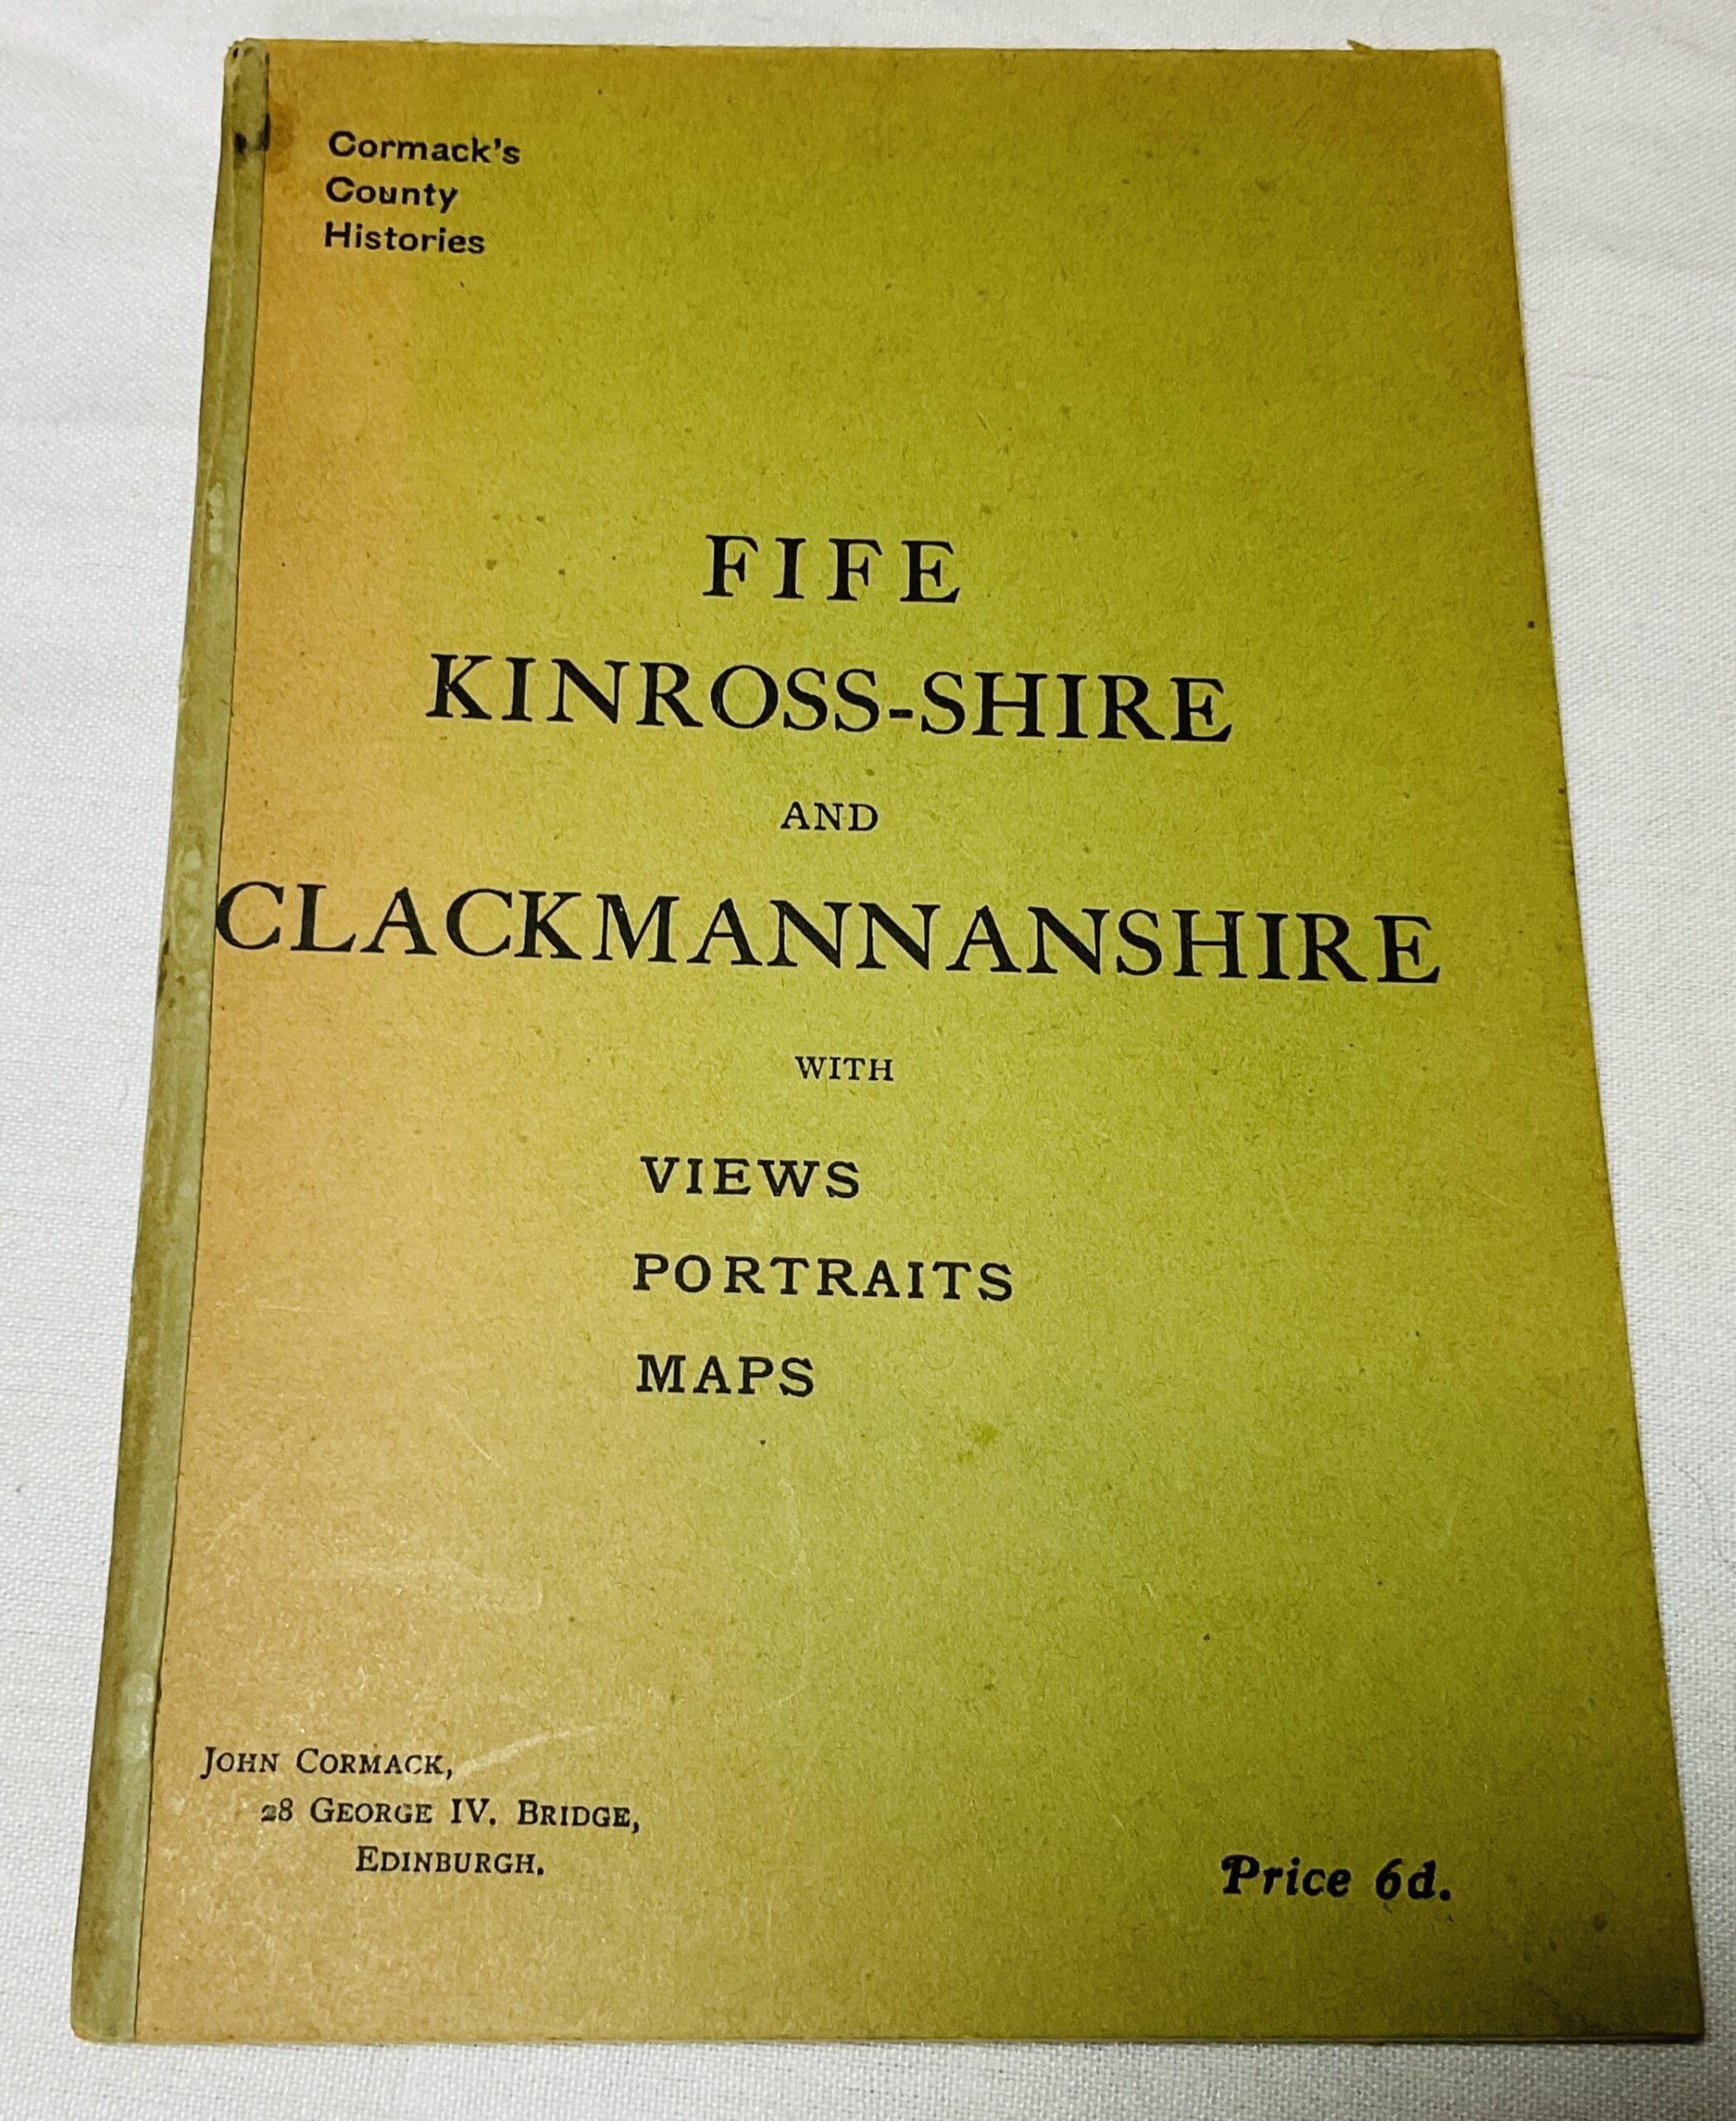 Cormack's
County
Histories
FIFE
KINROSS-SHIRE
AND
CLACKMANNANSHIRE
WITH
VIEWS
PORTRAITS
MAPS
JOHN CORMACK,
28 GEORGE IV. BRIDGE,
EDINBURGH.
Price 6d.